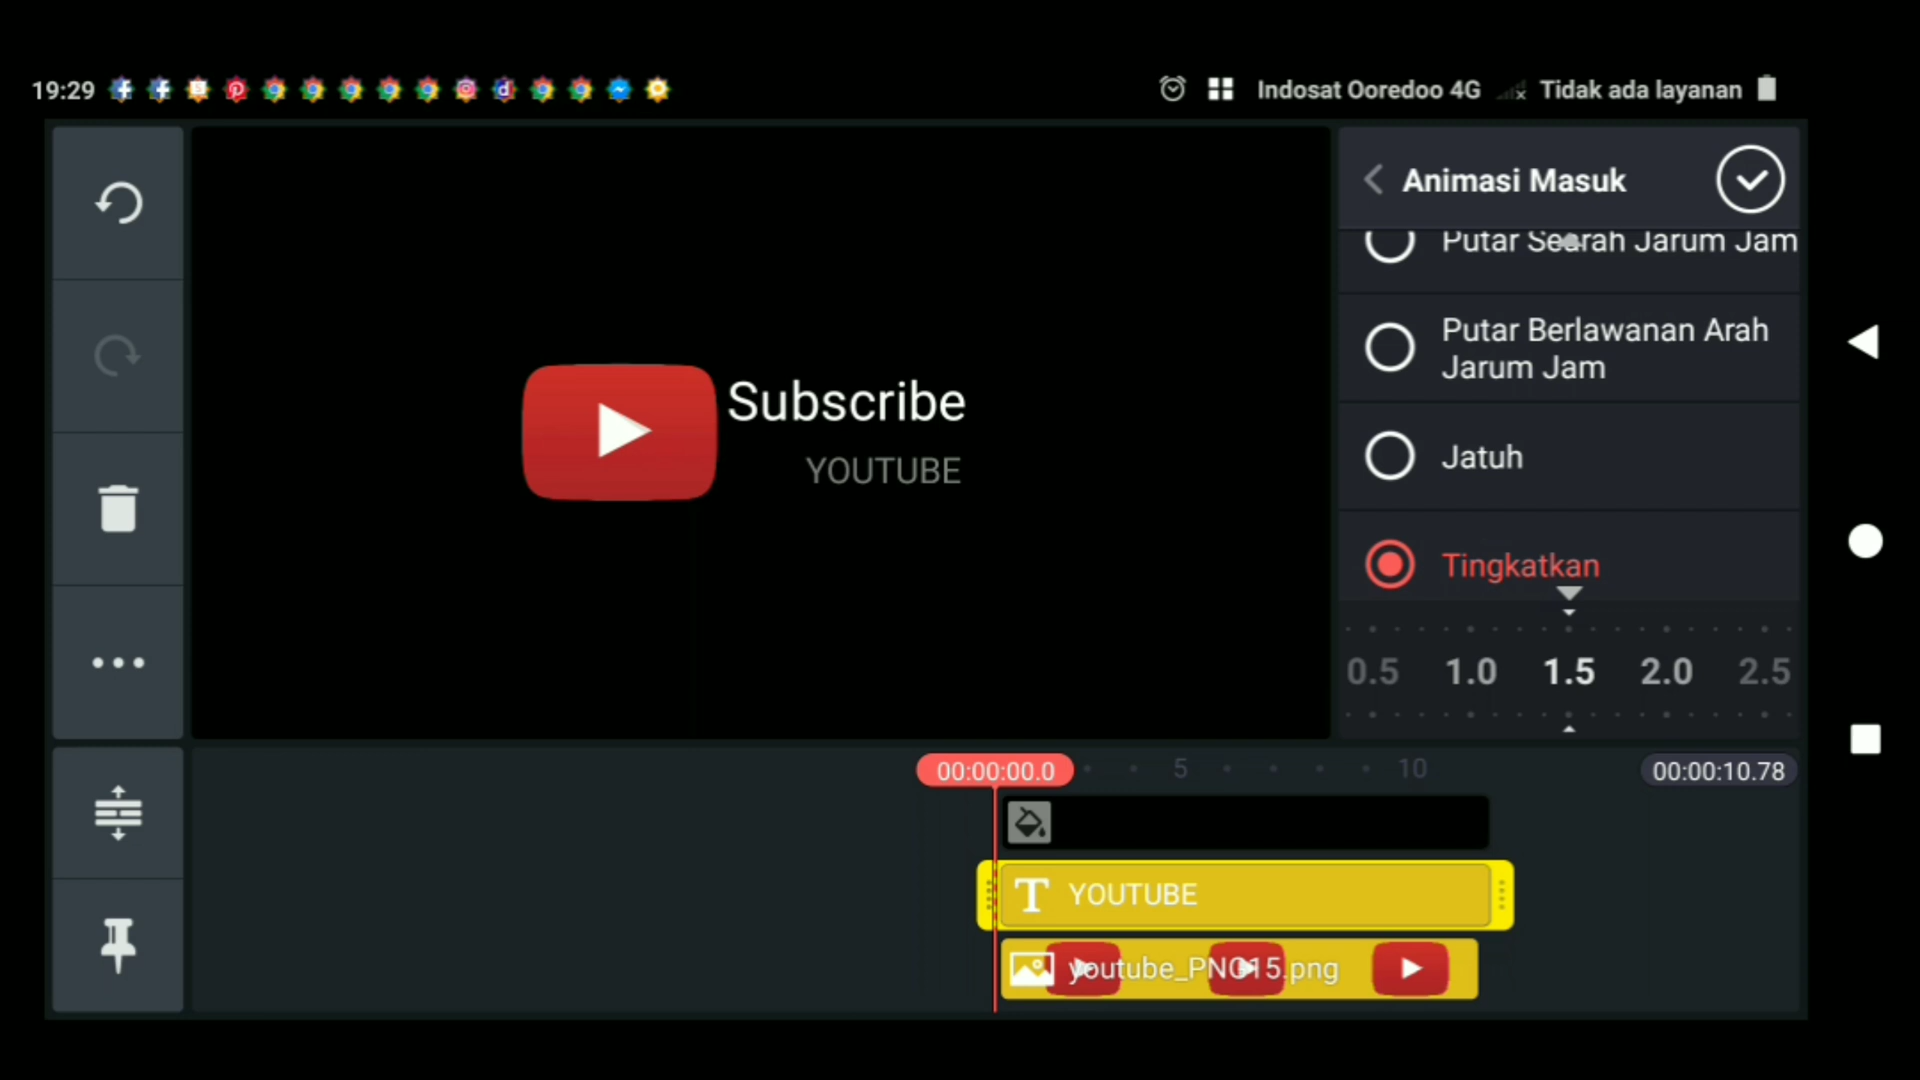 19:29
Indosat Ooredoo 4G
Tidak ada layanan
Animasi Masuk
Putar Searah Jarum Jam
Putar Berlawanan Arah
Jarum Jam
Jatuh
Tingkatkan
0.5 1.0 1.5 2.0 2.5
Subscribe
YOUTUBE
00:00:00.0
5
10
00:00:10.78
T YOUTUBE
youtube_PNG15.png